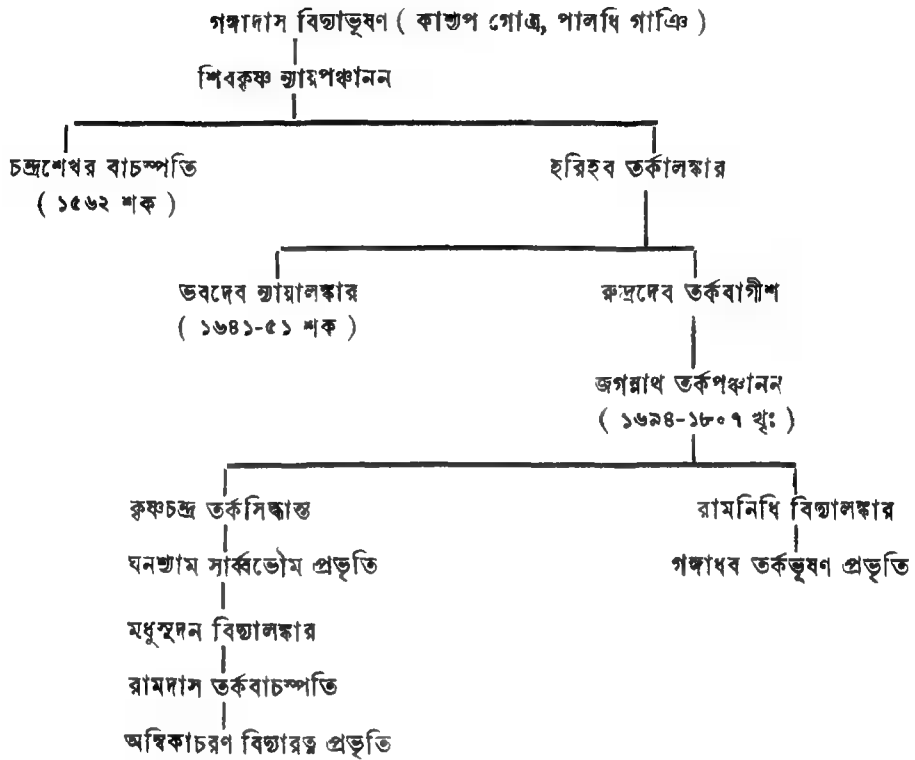 গঙ্গাদাস বিদ্যাভূষণ ( কাশ্যপ গোত্র, পালধি গাঞি )
শিবকৃষ্ণ ন্যায়পঞ্চানন
চন্দ্রশেখর বাচস্পতি
হরিহব তর্কালঙ্কার
( ১৫৬২ শক )
ভবদেব ন্যায়ালঙ্কার
রুদ্রদেব তর্কবাগীশ
( ১৬৪১-৫১ শক )
জগন্নাথ তর্কপঞ্চানন
( ১৬৯৪-১৮০৭ খৃঃ )
কৃষ্ণচন্দ্র তর্কসিদ্ধান্ত
রামনিধি বিদ্যালঙ্কার
ঘনশ্যাম সার্ব্বভৌম প্রভৃতি
গঙ্গাধব তর্কভূষণ প্রভৃতি
মধুসূদন বিদ্যালঙ্কার
রামদাস তর্কবাচস্পতি
অম্বিকাচরণ বিদ্যারত্ন প্রভৃতি